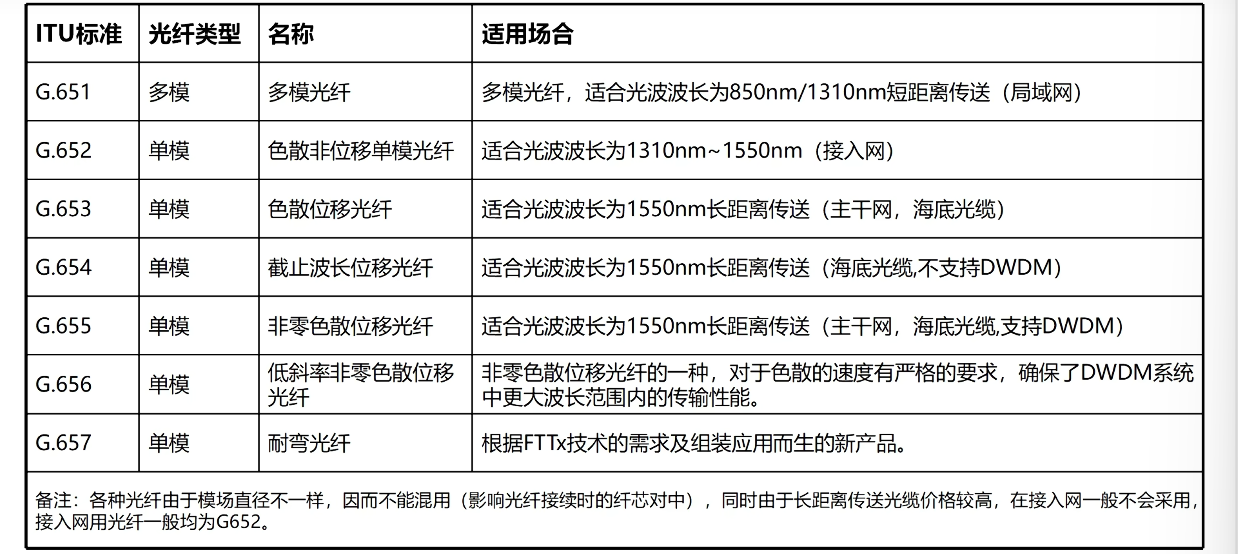 ITU标准 光纤类型 名称 适用场合
G.651 多模 多模光纤 多模光纤，适合光波波长为850nm/1310nm短距离传送（局域网）
G.652 单模 色散非位移单模光纤 适合光波波长为1310nm~1550nm（接入网）
G.653 单模 色散位移光纤 适合光波波长为1550nm长距离传送（主干网，海底光缆）
G.654 单模 截止波长位移光纤 适合光波波长为1550nm长距离传送（海底光缆,不支持DWDM）
G.655 单模 非零色散位移光纤 适合光波波长为1550nm长距离传送（主干网，海底光缆,支持DWDM）
G.656 单模 低斜率非零色散位移
光纤
非零色散位移光纤的一种，对于色散的速度有严格的要求，确保了DWDM系统
中更大波长范围内的传输性能。
G.657 单模 耐弯光纤 根据FTTx技术的需求及组装应用而生的新产品。
备注：各种光纤由于模场直径不一样，因而不能混用（影响光纤接续时的纤芯对中），同时由于长距离传送光缆价格较高，在接入网一般不会采用，
接入网用光纤一般均为G652。